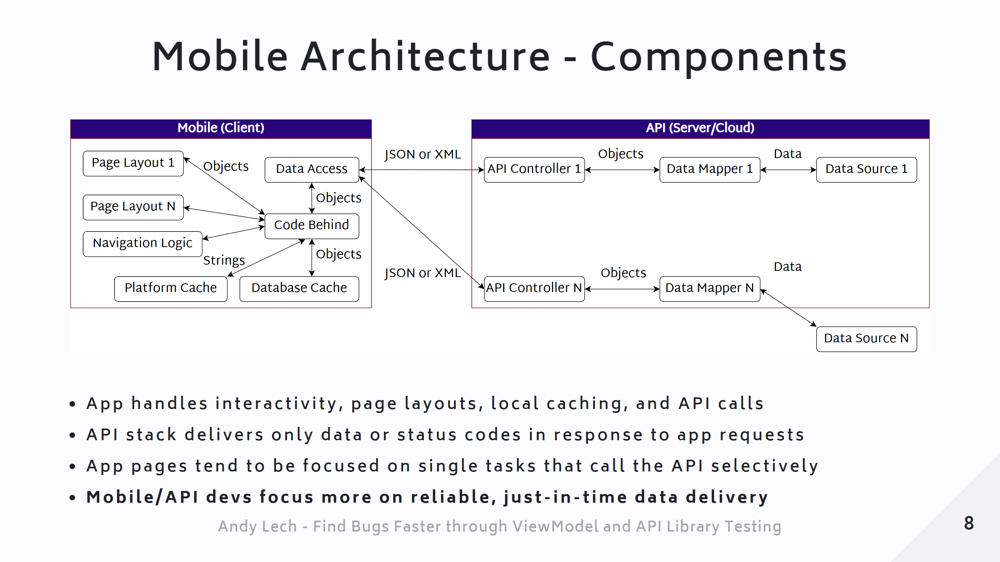 Mobile Architecture - Components
Mobile (Client)
Page Layout 1
Objects
Data Access
Page Layout N
Objects
Code Behind
Navigation Logic
Strings
Objects
Platform Cache
Database Cache
JSON or XML
JSON or XML
API (Server/Cloud)
API Controller 1
Objects
Data Mapper 1
Data
Data Source 1
API Controller N
Objects
Data Mapper N
Data
Data Source N
• App handles interactivity, page layouts, local caching, and API calls
• API stack delivers only data or status codes in response to app requests
• App pages tend to be focused on single tasks that call the API selectively
• Mobile/API devs focus more on reliable, just-in-time data delivery
Andy Lech - Find Bugs Faster through ViewModel and API Library Testing
8